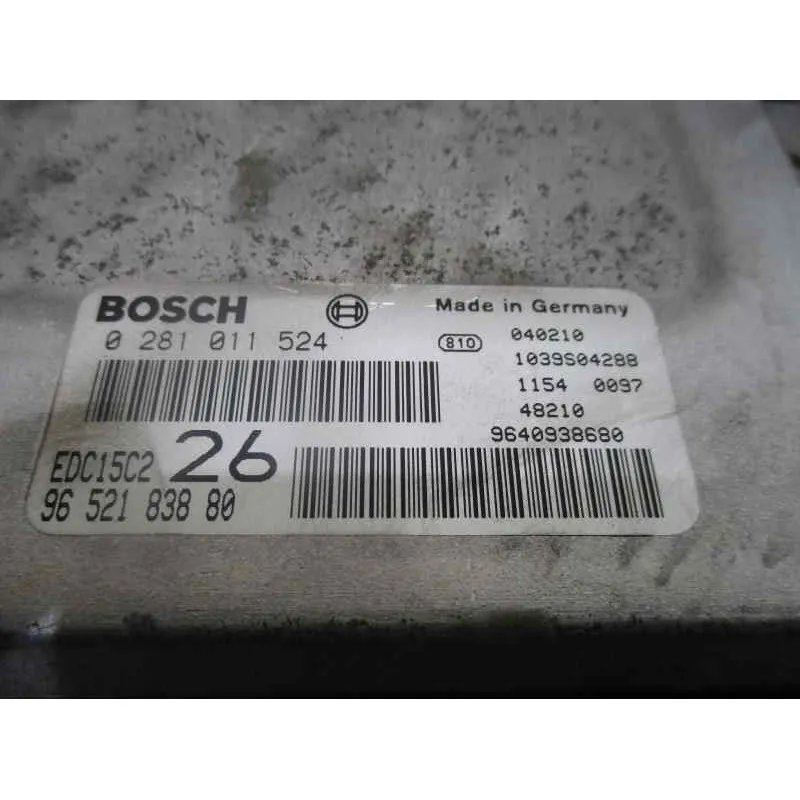 BOSCH
Made in Germany
0 281 011 524
810
040210
1039S04288
1154 0097
48210
9640938680
EDC15C2 26
96 521 838 80